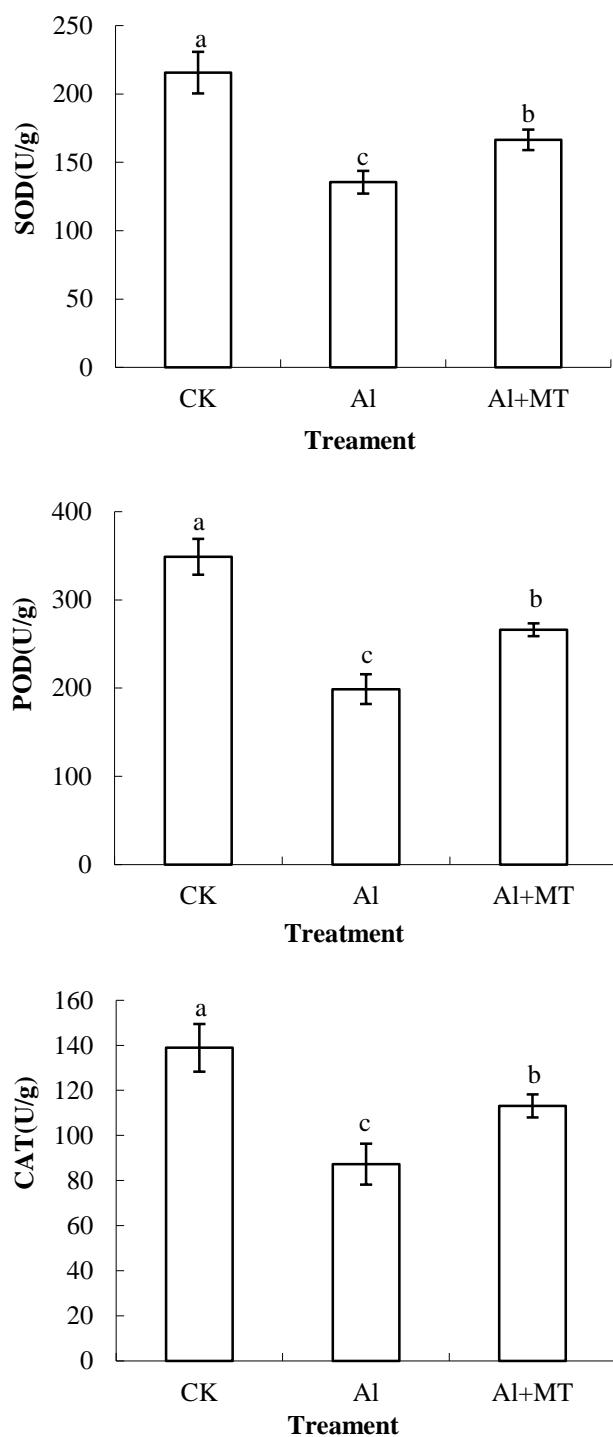 250
a
200
b
c
150
SOD(U/g)
100
50
0
CK Al Al+MT
Treament
400
a
300
b
c
200
POD(U/g)
100
0
CK Al Al+MT
Treatment
160
a
140
b
120
c
100
CAT(U/g)
80
60
40
20
0
CK Al Al+MT
Treament